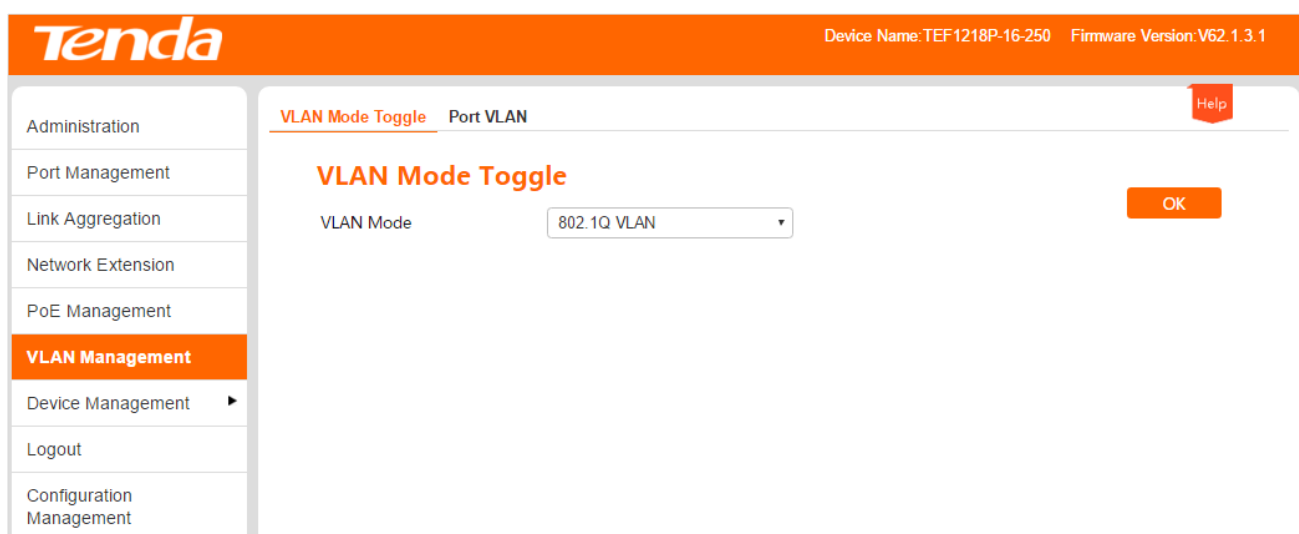 Tenda
Device Name:TEF1218P-16-250 Firmware Version:V62.1.3.1
Administration
Port Management
Link Aggregation
Network Extension
PoE Management
VLAN Management
Device Management
Logout
Configuration
Management
VLAN Mode Toggle Port VLAN
Help
VLAN Mode Toggle
VLAN Mode 802.1Q VLAN
OK